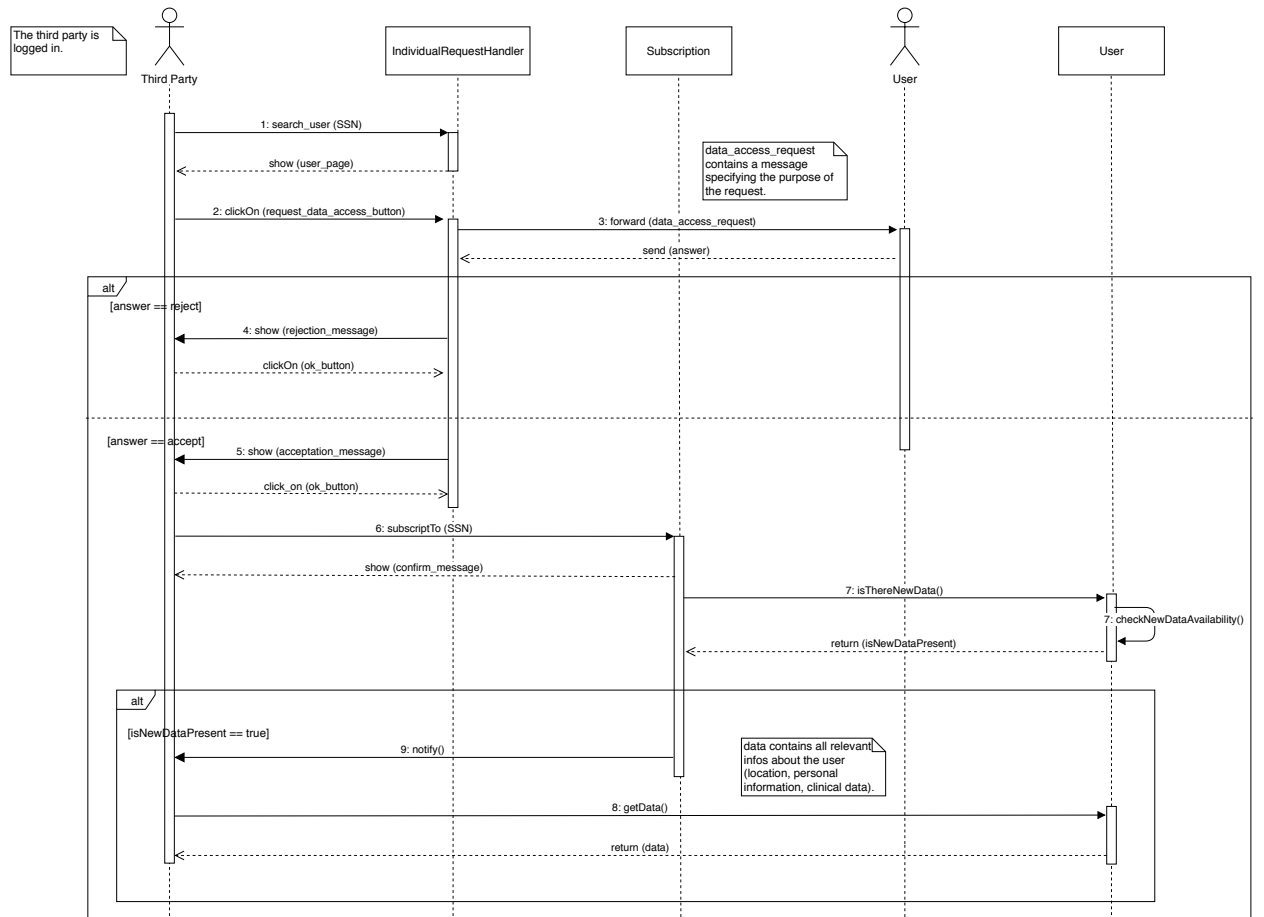 The third party is
logged in.
Third Party
IndividualRequestHandler
Subscription
User
User
1: search_user (SSN)
show (user_page)
data_access_request
contains a message
specifying the purpose of
the request.
2: clickOn (request_data_access_button)
3: forward (data_access_request)
send (answer)
alt
[answer == reject]
4: show (rejection_message)
clickOn (ok_button)
[answer == accept]
5: show (acceptation_message)
click_on (ok_button)
6: subscriptTo (SSN)
show (confirm_message)
7: isThereNewData()
7: checkNewDataAvailability()
return (isNewDataPresent)
alt
[isNewDataPresent == true]
9: notify()
data contains all relevant
infos about the user
(location, personal
information, clinical data).
8: getData()
return (data)